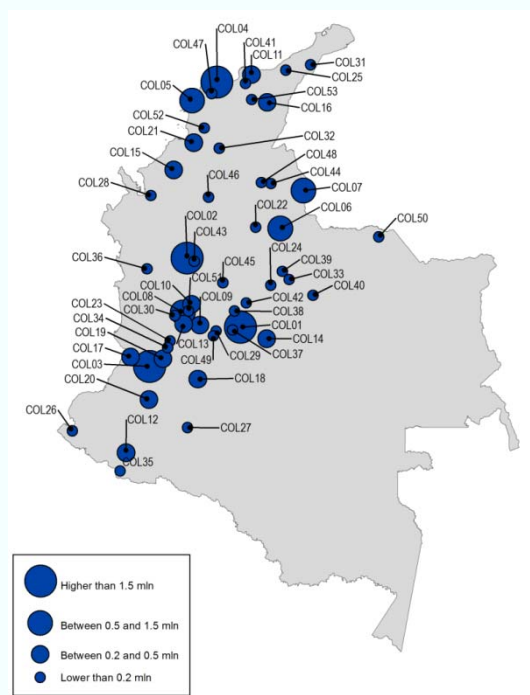 COL04
COL47
COL41
COL11
COL31
COL25
COL05
COL53
COL16
COL52
COL21
COL32
COL15
COL48
COL46
COL44
COL28
COL07
COL02
COL22
COL06
COL43
COL50
COL24
COL36
COL45
COL39
COL51
COL33
COL10
COL09
COL42
COL40
COL23
COL08
COL30
COL38
COL34
COL01
COL19
COL14
COL17
COL13
COL29
COL37
COL03
COL49
COL18
COL20
COL26
COL12
COL27
COL35
Higher than 1.5 mln
Between 0.5 and 1.5 mln
Between 0.2 and 0.5 mln
Lower than 0.2 mln